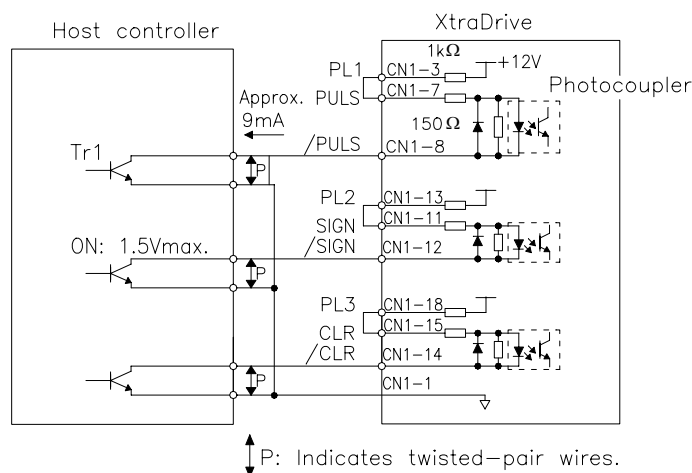 Host controller
XtraDrive
1kΩ
PL1
CN1-3
+12V
Approx.
9mA
PULS
CN1-7
Photocoupler
150Ω
/PULS
CN1-8
Tr1
P
PL2
CN1-13
SIGN
CN1-11
ON: 1.5Vmax.
/SIGN
CN1-12
P
PL3
CN1-18
CLR
CN1-15
/CLR
CN1-14
P
CN1-1
P: Indicates twisted-pair wires.